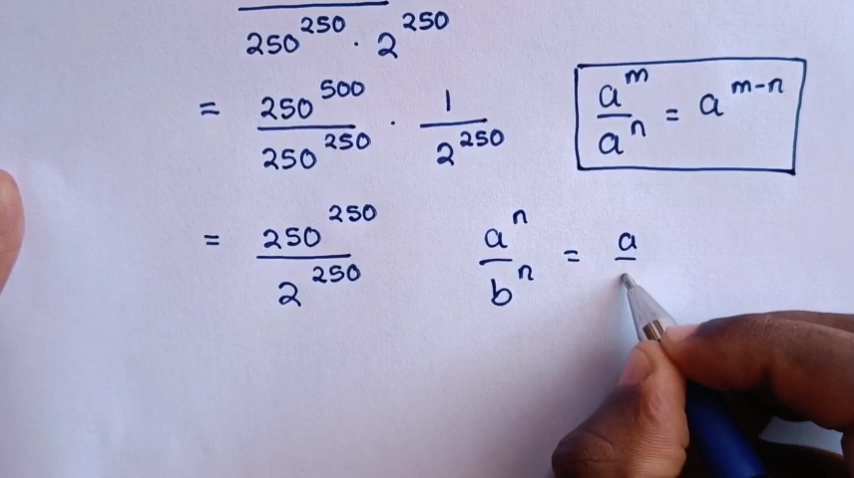 250^250 · 2^250
= 250^500 / 250^250 · 1 / 2^250
a^m / a^n = a^m-n
= 250^250 / 2^250
a^n / b^n = a /